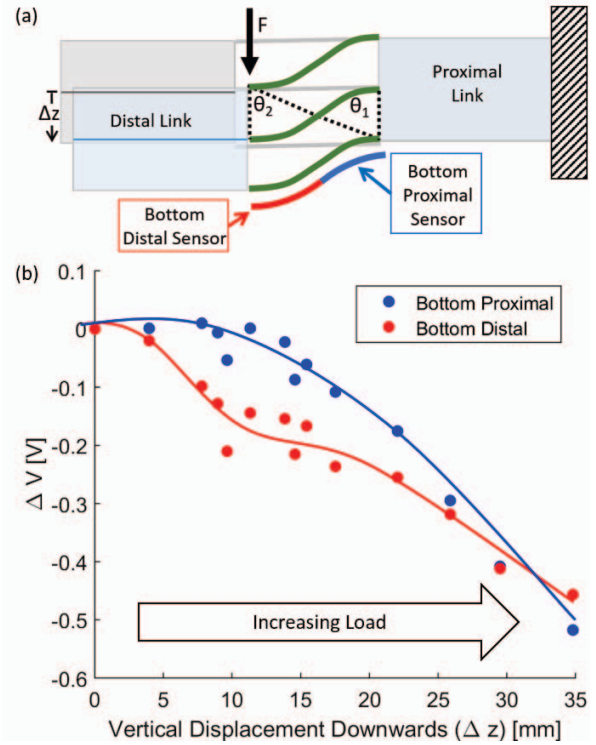 (a)
F
Proximal
Link
Δz
Distal Link
θ2
θ1
Bottom
Distal Sensor
Bottom
Proximal
Sensor
(b)
0.1
0
-0.1
-0.2
-0.3
-0.4
-0.5
-0.6
Δ V [V]
Bottom Proximal
Bottom Distal
Increasing Load
0 5 10 15 20 25 30 35
Vertical Displacement Downwards (Δ z) [mm]